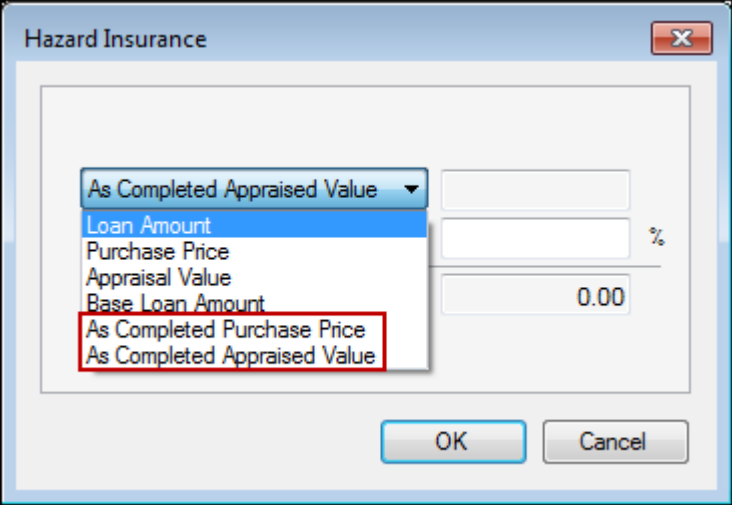 Hazard Insurance
As Completed Appraised Value
Loan Amount
Purchase Price
%
Appraisal Value
Base Loan Amount
0.00
As Completed Purchase Price
As Completed Appraised Value
OK
Cancel